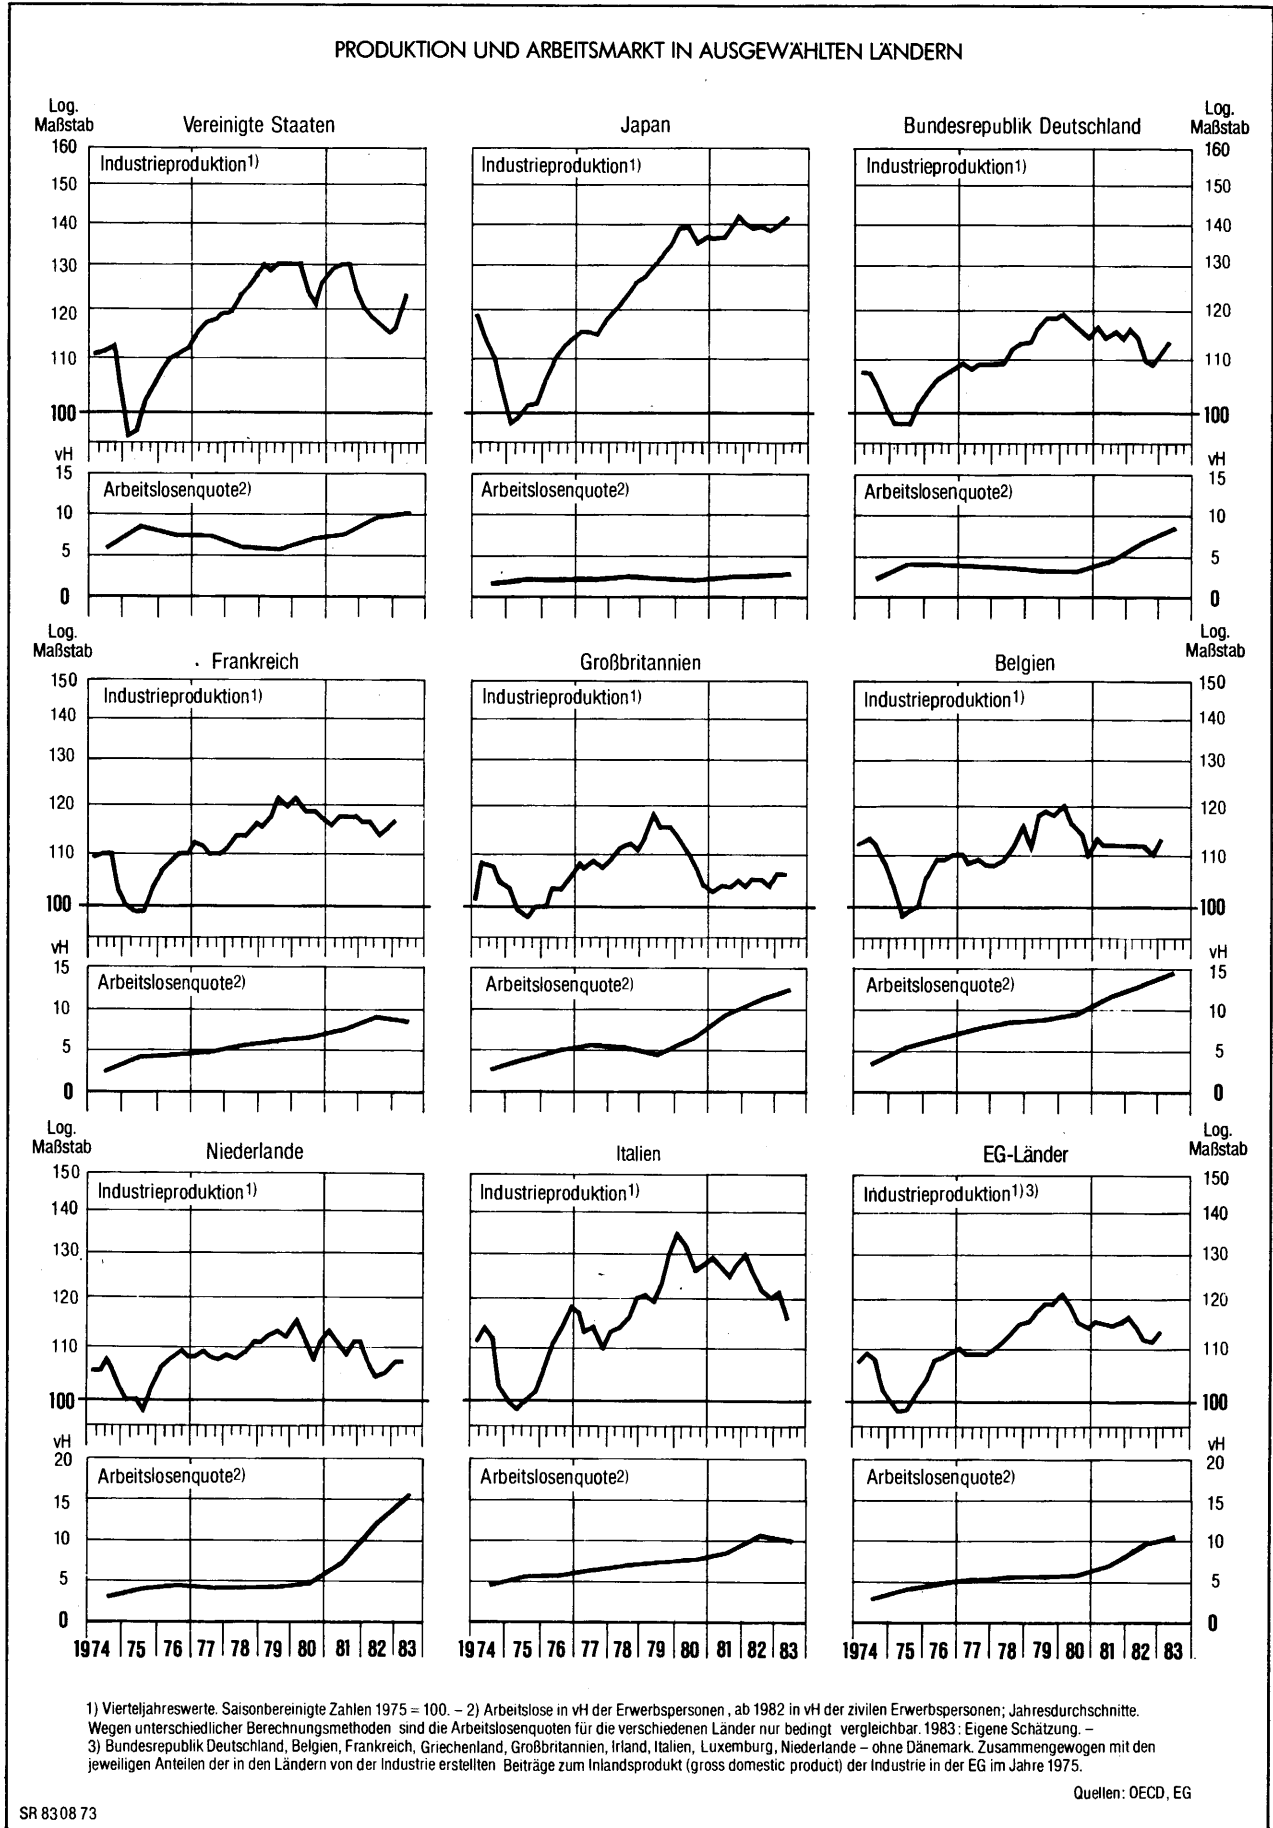 PRODUKTION UND ARBEITSMARKT IN AUSGEWÄHLTEN LÄNDERN
Log. Maßstab
Vereinigte Staaten
Japan
Bundesrepublik Deutschland
Log. Maßstab
160
150
140
130
120
110
100
vH
Industrieproduktion1)
Industrieproduktion1)
Industrieproduktion1)
160
150
140
130
120
110
100
vH
15
10
5
0
Arbeitslosenquote2)
Arbeitslosenquote2)
Arbeitslosenquote2)
15
10
5
0
Log. Maßstab
Frankreich
Großbritannien
Belgien
Log. Maßstab
150
140
130
120
110
100
vH
Industrieproduktion1)
Industrieproduktion1)
Industrieproduktion1)
150
140
130
120
110
100
vH
15
10
5
0
Arbeitslosenquote2)
Arbeitslosenquote2)
Arbeitslosenquote2)
15
10
5
0
Log. Maßstab
Niederlande
Italien
EG-Länder
Log. Maßstab
150
140
130
120
110
100
vH
Industrieproduktion1)
Industrieproduktion1)
Industrieproduktion1)3)
150
140
130
120
110
100
vH
20
15
10
5
0
Arbeitslosenquote2)
Arbeitslosenquote2)
Arbeitslosenquote2)
20
15
10
5
0
1974 75 76 77 78 79 80 81 82 83
1974 75 76 77 78 79 80 81 82 83
1974 75 76 77 78 79 80 81 82 83
1) Vierteljahreswerte. Saisonbereinigte Zahlen 1975 = 100. – 2) Arbeitslose in vH der Erwerbspersonen, ab 1982 in vH der zivilen Erwerbspersonen; Jahresdurchschnitte.
Wegen unterschiedlicher Berechnungsmethoden sind die Arbeitslosenquoten für die verschiedenen Länder nur bedingt vergleichbar. 1983: Eigene Schätzung. –
3) Bundesrepublik Deutschland, Belgien, Frankreich, Griechenland, Großbritannien, Irland, Italien, Luxemburg, Niederlande – ohne Dänemark. Zusammengewogen mit den
jeweiligen Anteilen der in den Ländern von der Industrie erstellten Beiträge zum Inlandsprodukt (gross domestic product) der Industrie in der EG im Jahre 1975.
Quellen: OECD, EG
SR 83 08 73